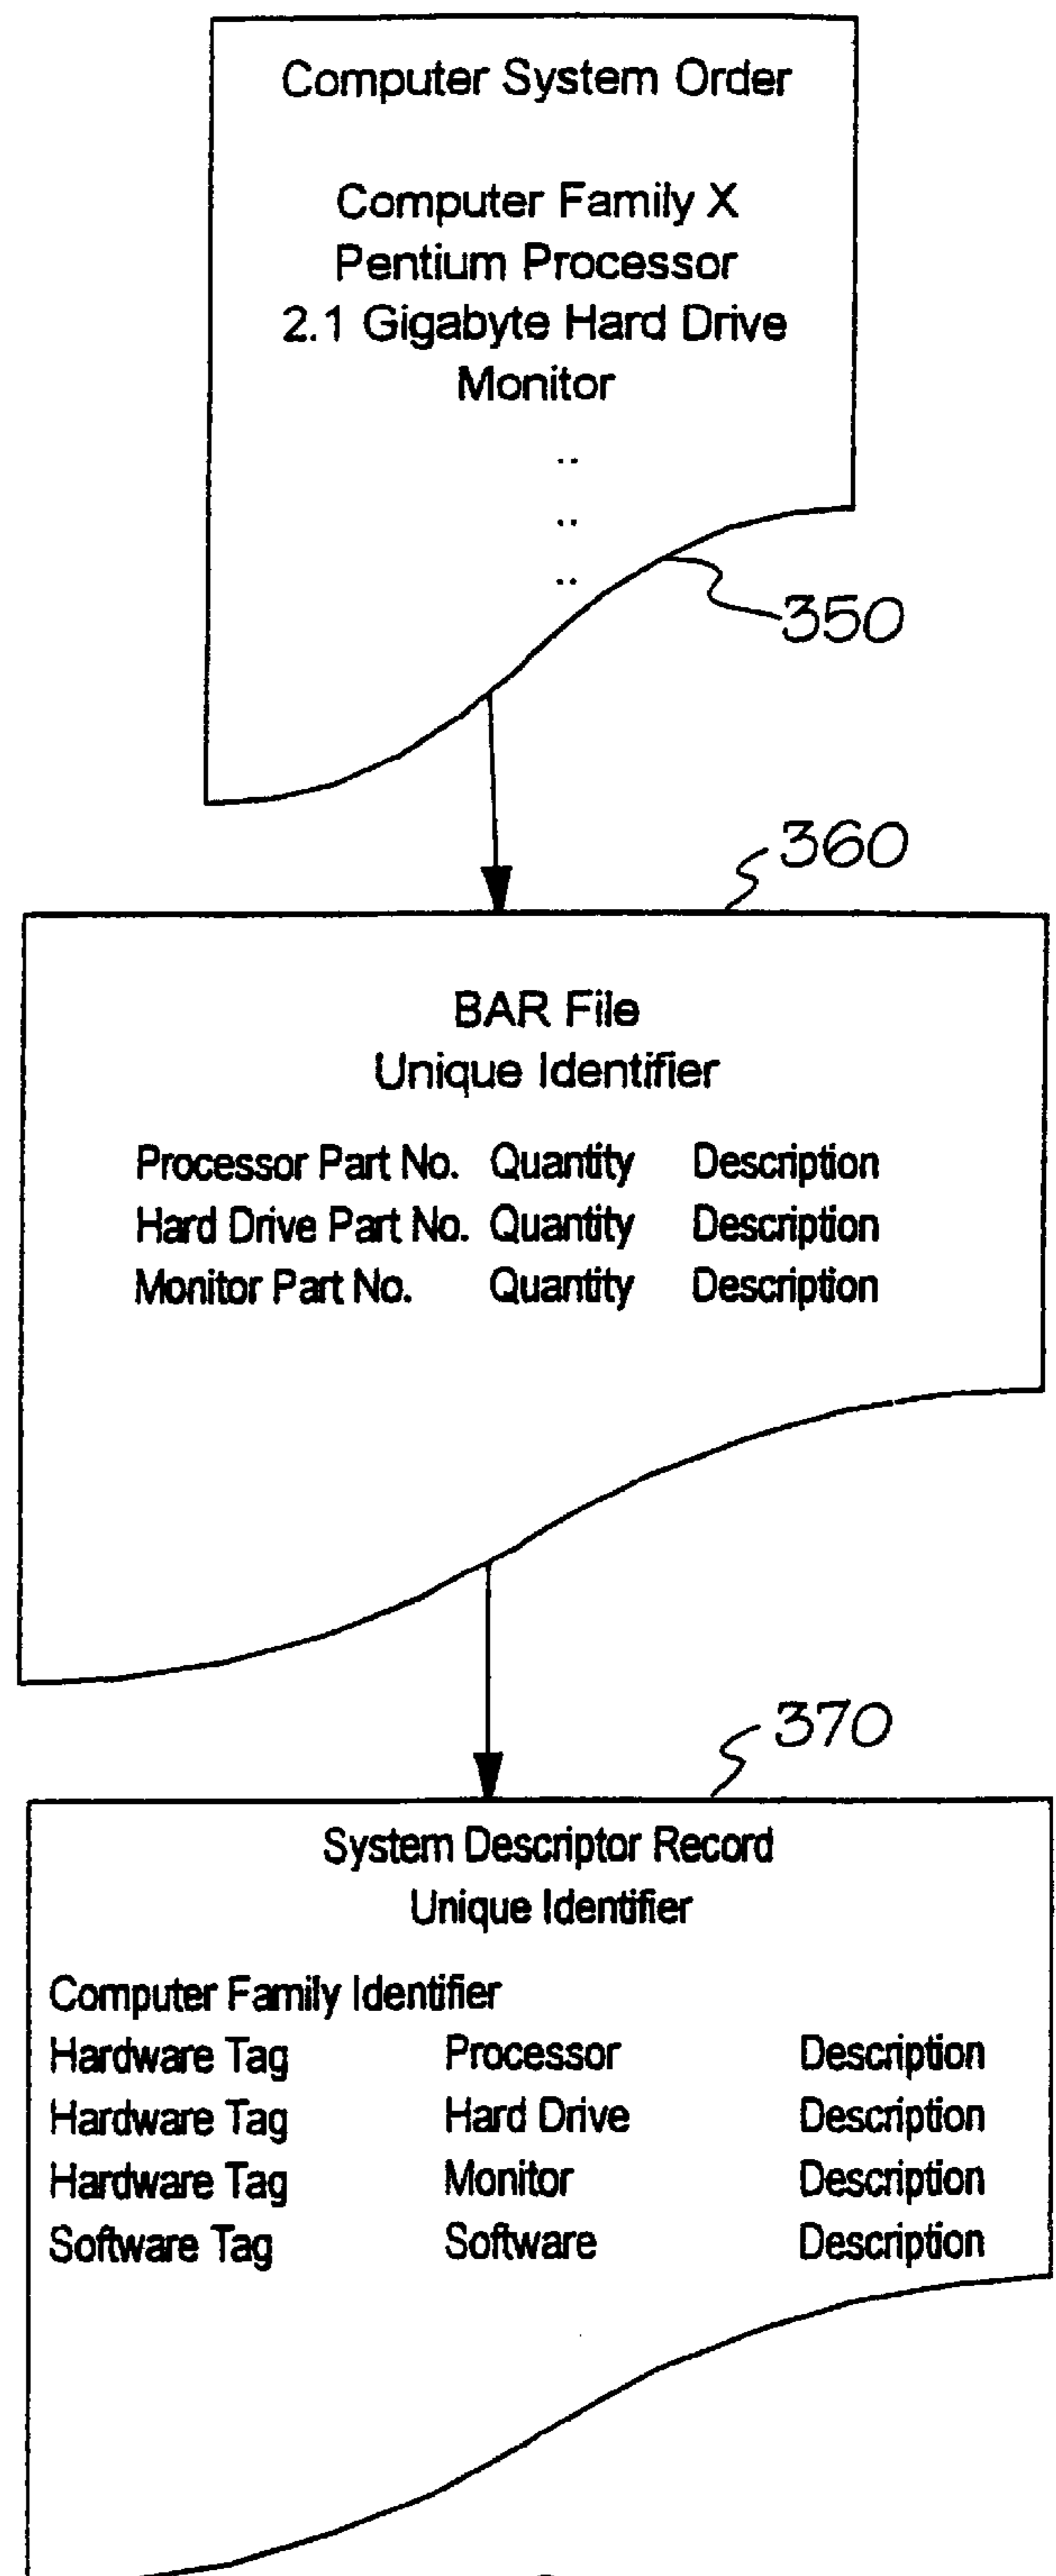 Computer System Order
Computer Family X
Pentium Processor
2.1 Gigabyte Hard Drive
Monitor
..
..
..
350
360
BAR File
Unique Identifier
Processor Part No. Quantity Description
Hard Drive Part No. Quantity Description
Monitor Part No. Quantity Description
370
System Descriptor Record
Unique Identifier
Computer Family Identifier
Hardware Tag Processor Description
Hardware Tag Hard Drive Description
Hardware Tag Monitor Description
Software Tag Software Description